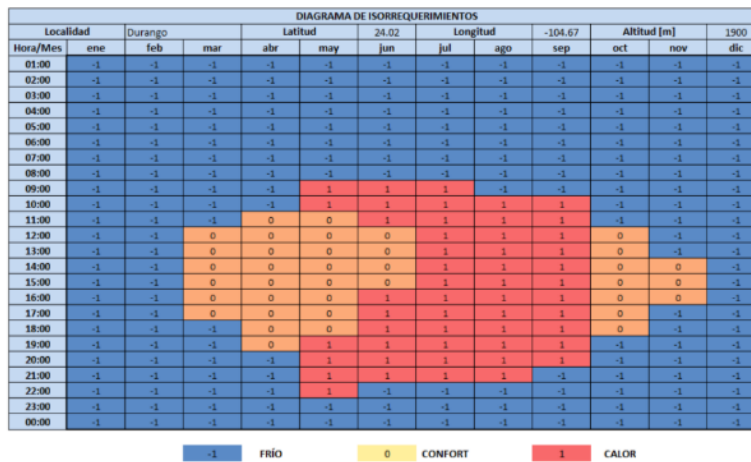 DIAGRAMA DE ISORREQUERIMIENTOS
Localidad Durango Latitud 24.02 Longitud -104.67 Altitud [m] 1900
Hora/Mes ene feb mar abr may jun jul ago sep oct nov dic
01:00 -1 -1 -1 -1 -1 -1 -1 -1 -1 -1 -1 -1
02:00 -1 -1 -1 -1 -1 -1 -1 -1 -1 -1 -1 -1
03:00 -1 -1 -1 -1 -1 -1 -1 -1 -1 -1 -1 -1
04:00 -1 -1 -1 -1 -1 -1 -1 -1 -1 -1 -1 -1
05:00 -1 -1 -1 -1 -1 -1 -1 -1 -1 -1 -1 -1
06:00 -1 -1 -1 -1 -1 -1 -1 -1 -1 -1 -1 -1
07:00 -1 -1 -1 -1 -1 -1 -1 -1 -1 -1 -1 -1
08:00 -1 -1 -1 -1 -1 -1 -1 -1 -1 -1 -1 -1
09:00 -1 -1 -1 -1 1 1 1 -1 -1 -1 -1 -1
10:00 -1 -1 -1 -1 1 1 1 1 1 -1 -1 -1
11:00 -1 -1 -1 0 0 1 1 1 1 -1 -1 -1
12:00 -1 -1 0 0 0 0 1 1 1 0 -1 -1
13:00 -1 -1 0 0 0 0 1 1 1 0 -1 -1
14:00 -1 -1 0 0 0 0 1 1 1 0 0 -1
15:00 -1 -1 0 0 0 0 1 1 1 0 0 -1
16:00 -1 -1 0 0 0 1 1 1 1 0 0 -1
17:00 -1 -1 0 0 0 1 1 1 1 0 -1 -1
18:00 -1 -1 -1 0 0 1 1 1 1 0 -1 -1
19:00 -1 -1 -1 0 1 1 1 1 1 -1 -1 -1
20:00 -1 -1 -1 -1 1 1 1 1 1 -1 -1 -1
21:00 -1 -1 -1 -1 1 1 1 1 -1 -1 -1 -1
22:00 -1 -1 -1 -1 1 -1 -1 -1 -1 -1 -1 -1
23:00 -1 -1 -1 -1 -1 -1 -1 -1 -1 -1 -1 -1
00:00 -1 -1 -1 -1 -1 -1 -1 -1 -1 -1 -1 -1
-1 FRÍO 0 CONFORT 1 CALOR